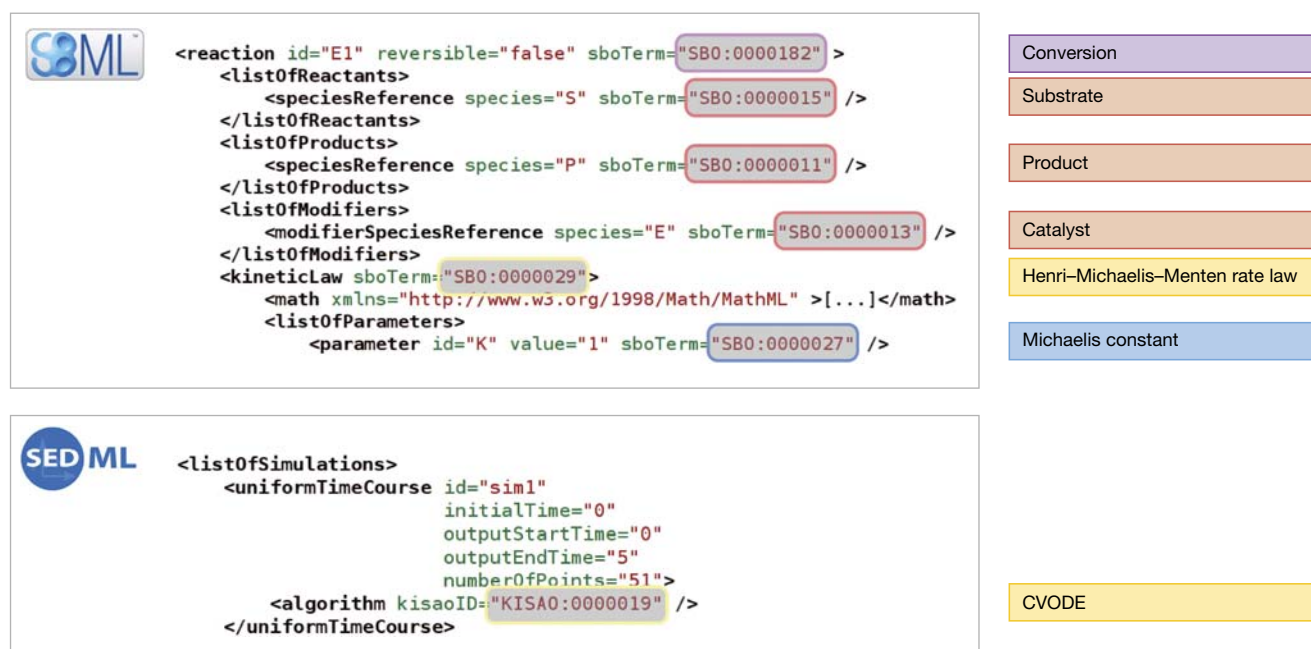 SBML
<reaction id="E1" reversible="false" sboTerm="SBO:0000182" >
Conversion
<listOfReactants>
<speciesReference species="S" sboTerm="SBO:0000015" />
Substrate
</listOfReactants>
<listOfProducts>
<speciesReference species="P" sboTerm="SBO:0000011" />
Product
</listOfProducts>
<listOfModifiers>
<modifierSpeciesReference species="E" sboTerm="SBO:0000013" />
Catalyst
</listOfModifiers>
<kineticLaw sboTerm="SBO:0000029">
Henri–Michaelis–Menten rate law
<math xmlns="http://www.w3.org/1998/Math/MathML" >[...]</math>
<listOfParameters>
<parameter id="K" value="1" sboTerm="SBO:0000027" />
Michaelis constant
SED ML
<listOfSimulations>
<uniformTimeCourse id="sim1"
initialTime="0"
outputStartTime="0"
outputEndTime="5"
numberOfPoints="51">
<algorithm kisaoID="KISAO:0000019" />
CVODE
</uniformTimeCourse>